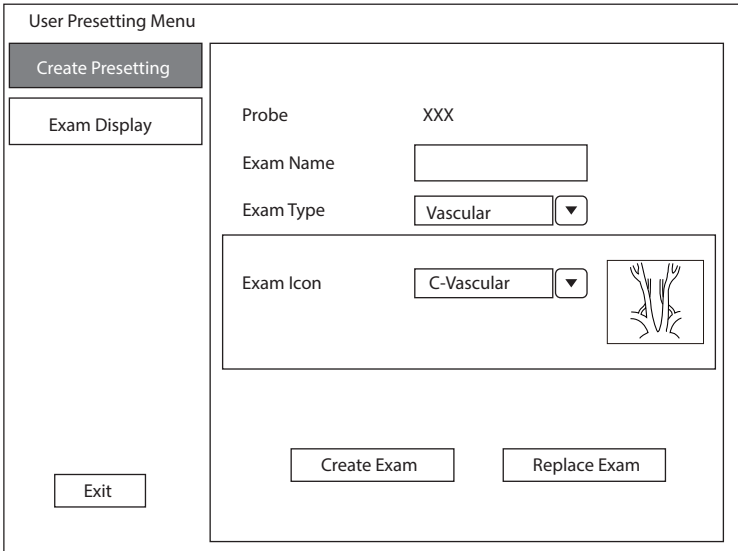 User Presetting Menu
Create Presetting
Exam Display
Probe XXX
Exam Name
Exam Type Vascular
Exam Icon C-Vascular
Create Exam Replace Exam
Exit